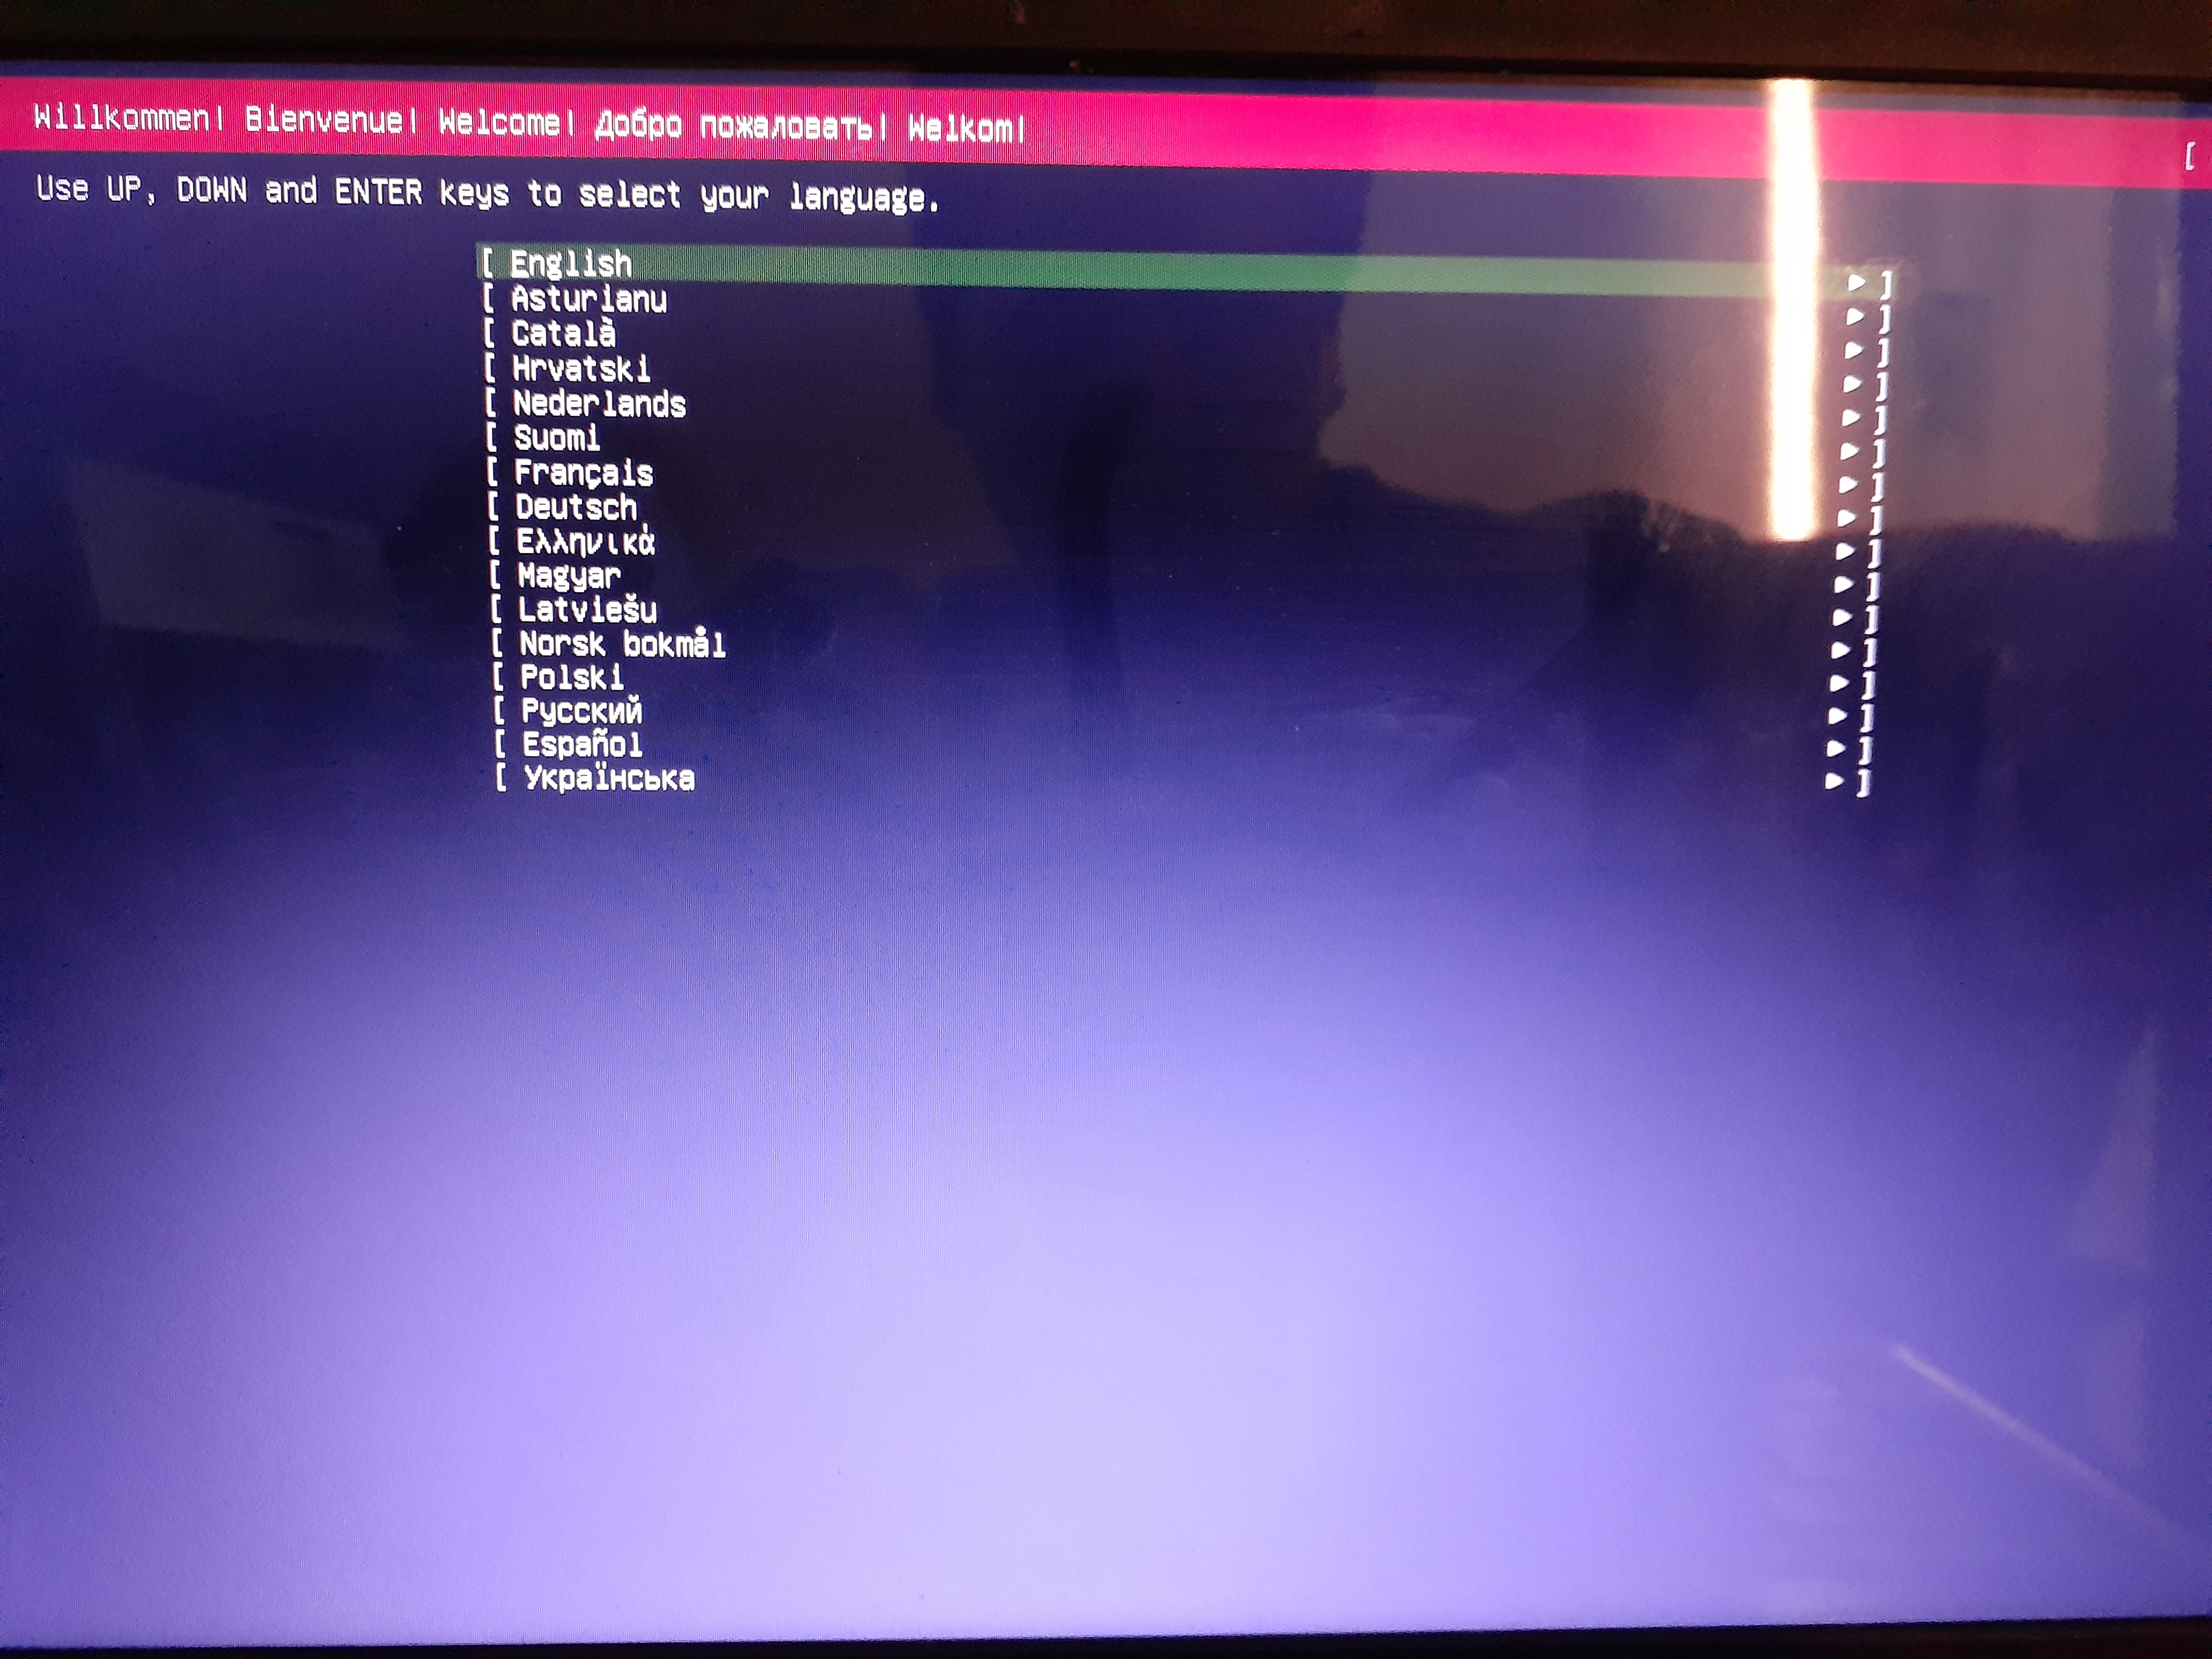 Willkommen! Bienvenue! Welcome! Добро пожаловать! Welkom! [
Use UP, DOWN and ENTER keys to select your language.
[ English ▸ ]
[ Asturianu ▸ ]
[ Català ▸ ]
[ Hrvatski ▸ ]
[ Nederlands ▸ ]
[ Suomi ▸ ]
[ Français ▸ ]
[ Deutsch ▸ ]
[ Ελληνικά ▸ ]
[ Magyar ▸ ]
[ Latviešu ▸ ]
[ Norsk bokmål ▸ ]
[ Polski ▸ ]
[ Русский ▸ ]
[ Español ▸ ]
[ Українська ▸ ]